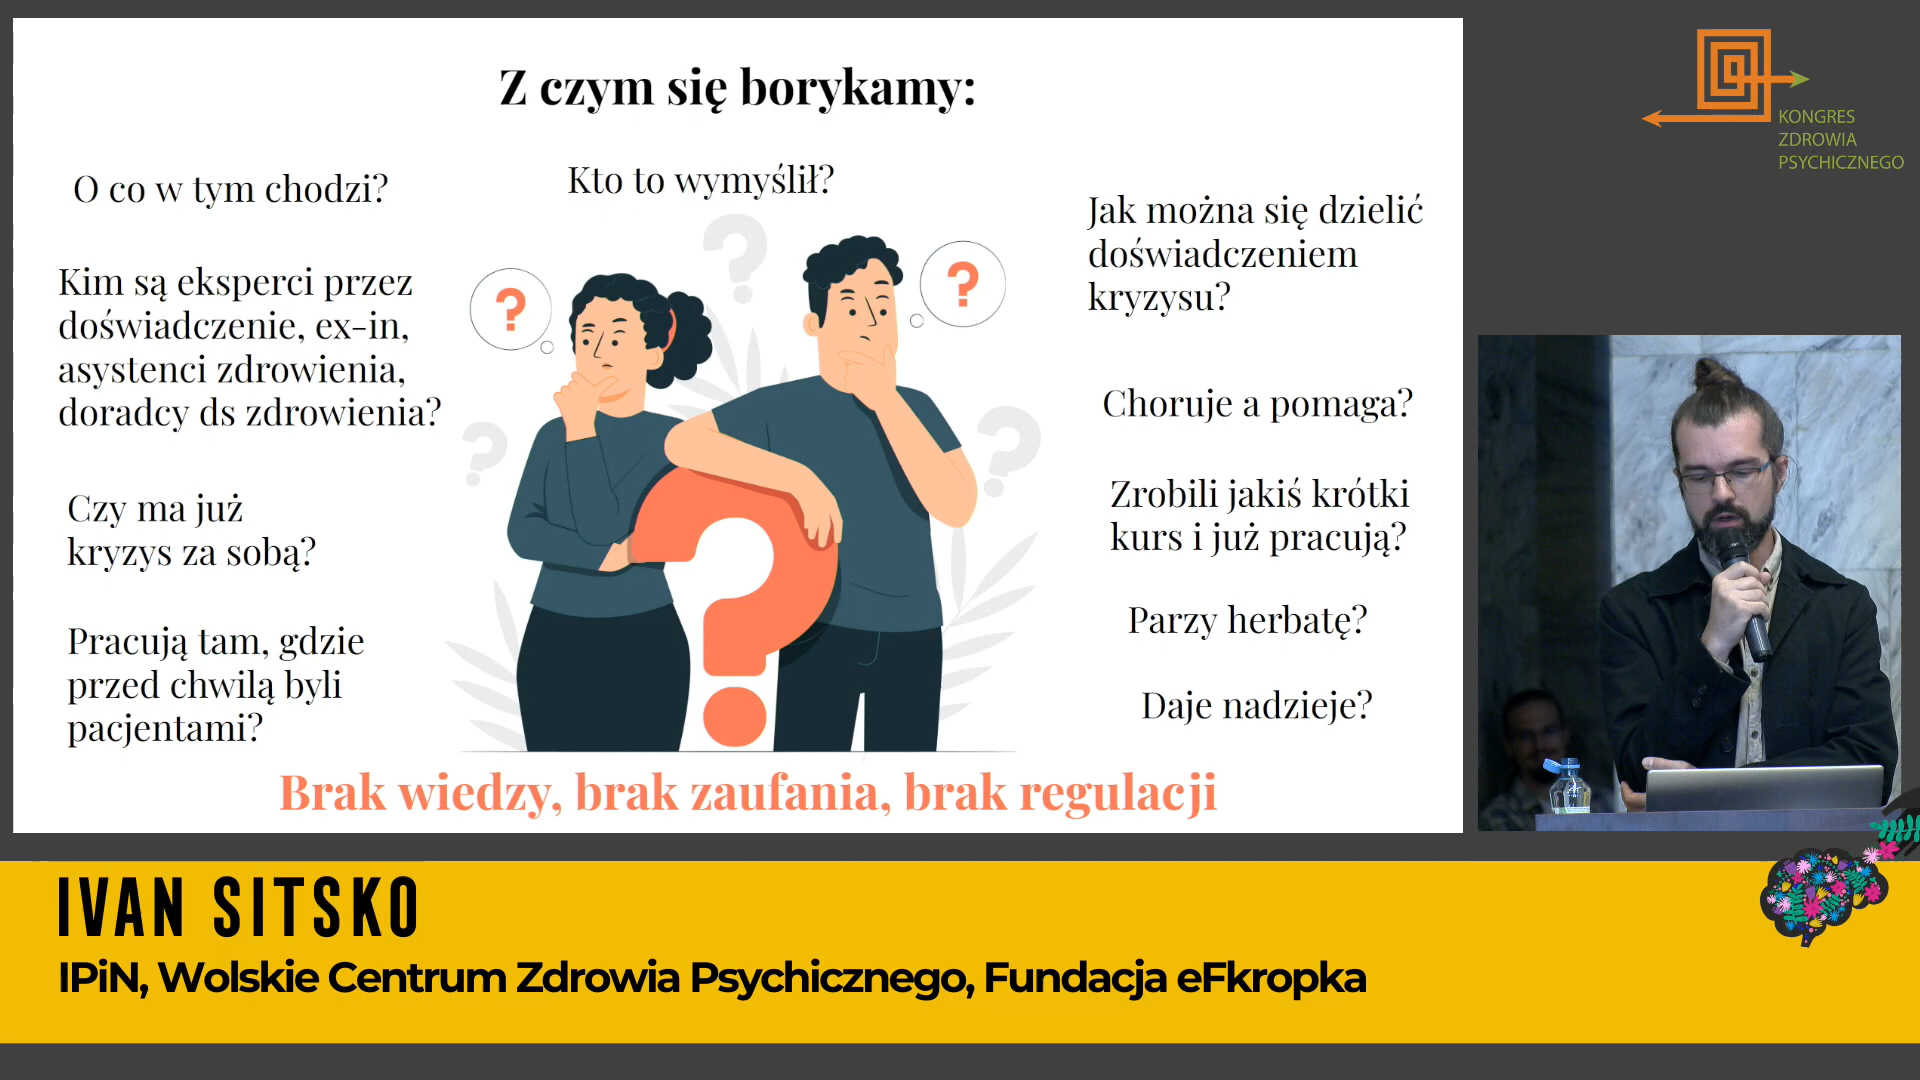 Z czym się borykamy:
O co w tym chodzi?
Kto to wymyślił?
Kim są eksperci przez
doświadczenie, ex-in,
asystenci zdrowienia,
doradcy ds zdrowienia?
Czy ma już
kryzys za sobą?
Pracują tam, gdzie
przed chwilą byli
pacjentami?
?
?
?
?
?
?
Jak można się dzielić
doświadczeniem
kryzysu?
Choruje a pomaga?
Zrobili jakiś krótki
kurs i już pracują?
Parzy herbatę?
Daje nadzieje?
Brak wiedzy, brak zaufania, brak regulacji
KONGRES
ZDROWIA
PSYCHICZNEGO
IVAN SITSKO
IPiN, Wolskie Centrum Zdrowia Psychicznego, Fundacja eFkropka